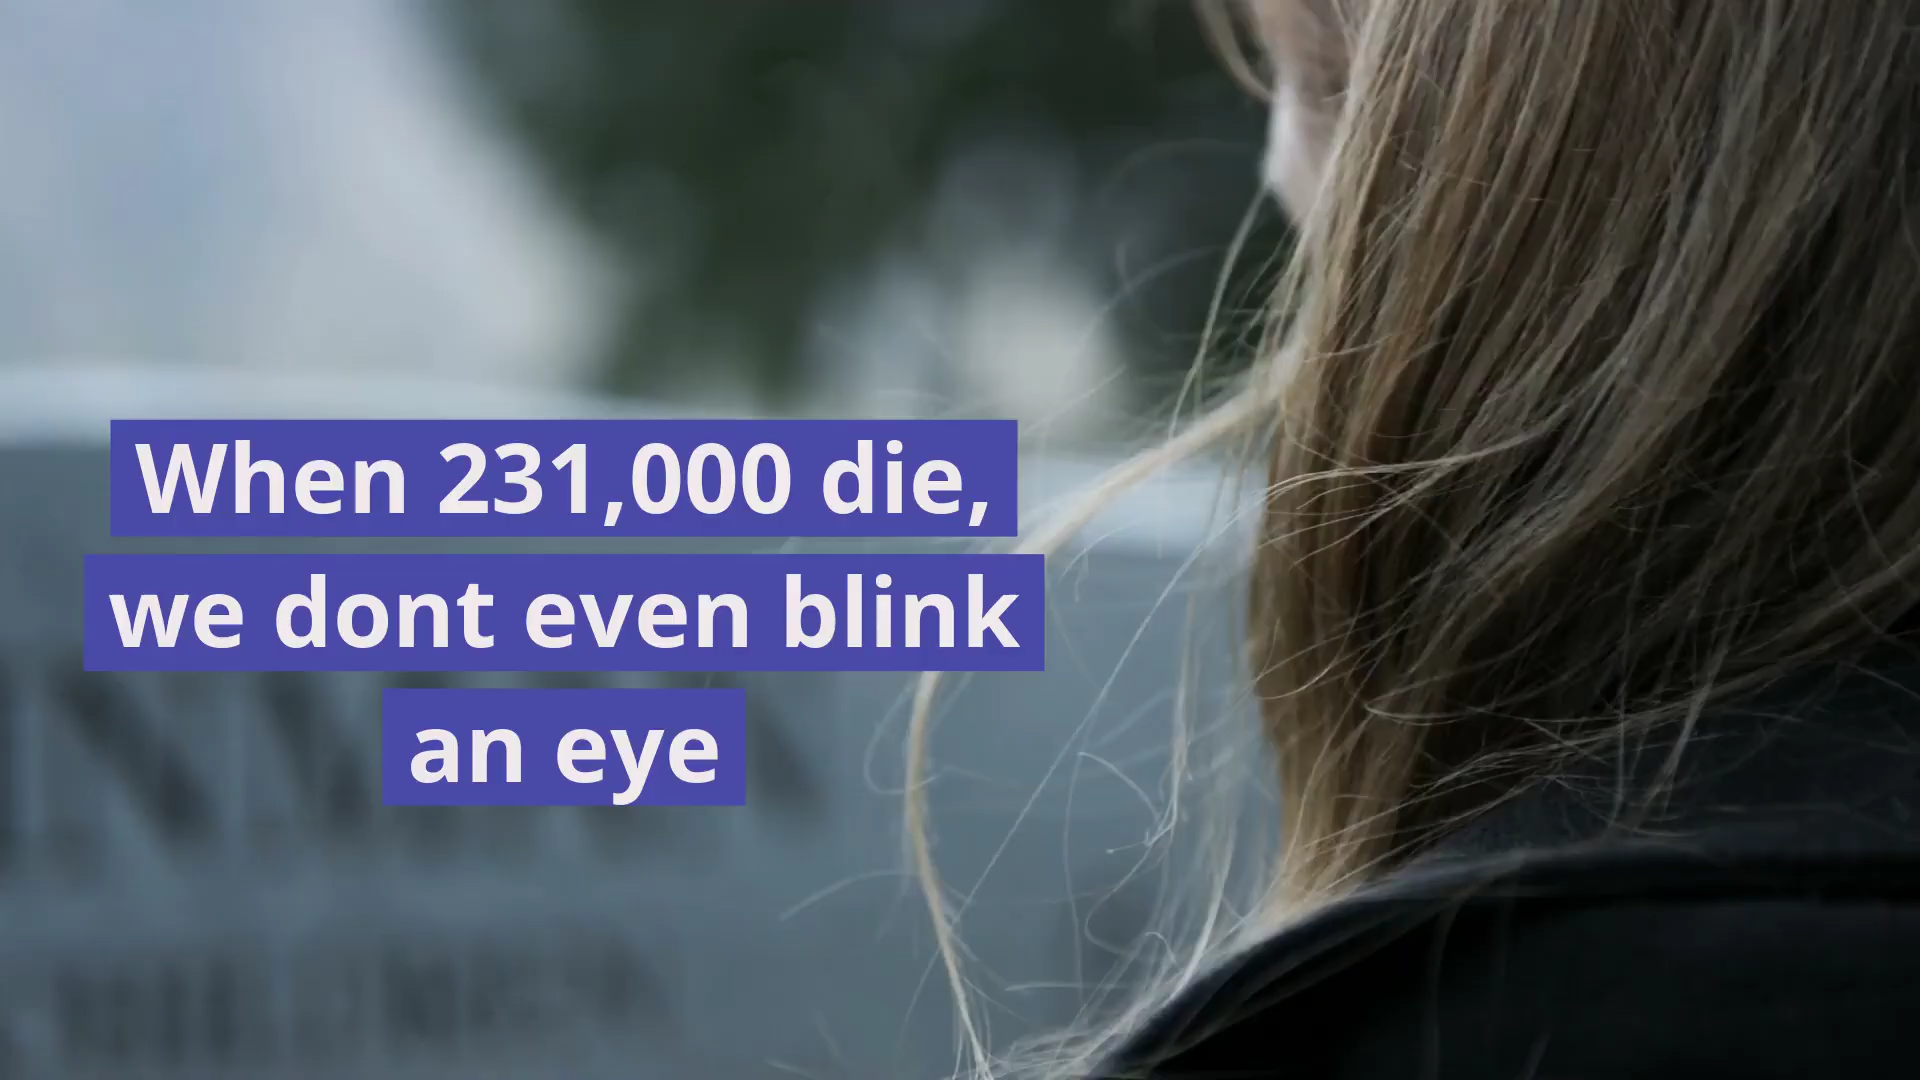 When 231,000 die,
we dont even blink
an eye